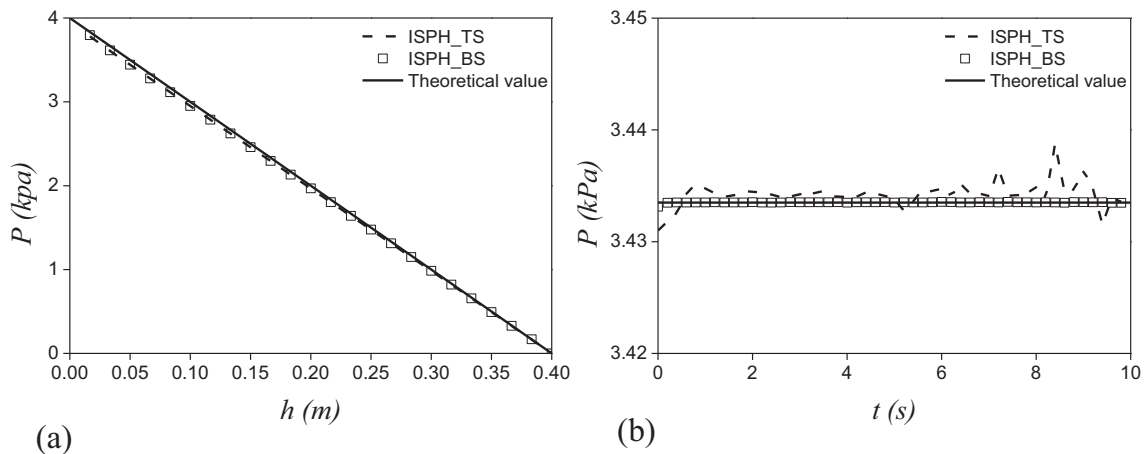 4
3
2
1
0
P (kpa)
ISPH_TS
ISPH_BS
Theoretical value
0.00 0.05 0.10 0.15 0.20 0.25 0.30 0.35 0.40
h (m)
(a)
3.45
3.44
3.43
3.42
P (kPa)
ISPH_TS
ISPH_BS
Theoretical value
0 2 4 6 8 10
t (s)
(b)